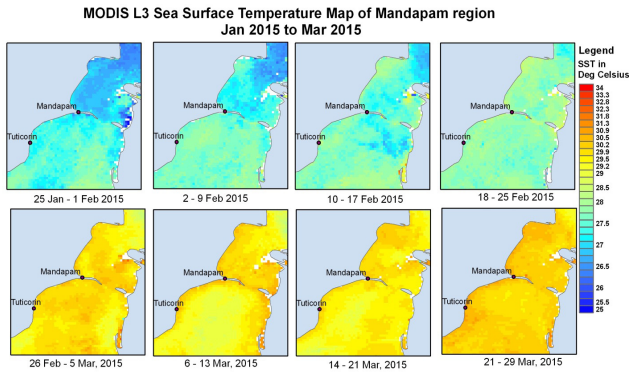 MODIS L3 Sea Surface Temperature Map of Mandapam region
Jan 2015 to Mar 2015
Mandapam
Tuticorin
25 Jan - 1 Feb 2015
Mandapam
Tuticorin
2 - 9 Feb 2015
Mandapam
Tuticorin
10 - 17 Feb 2015
Mandapam
Tuticorin
18 - 25 Feb 2015
Legend
SST in
Deg Celsius
34
33.3
32.8
32.3
31.8
31.3
30.9
30.5
30.2
29.9
29.5
29.2
28.8
28.5
28
27.5
27
26.5
26
25.5
25
Mandapam
Tuticorin
26 Feb - 5 Mar, 2015
Mandapam
Tuticorin
6 - 13 Mar, 2015
Mandapam
Tuticorin
14 - 21 Mar, 2015
Mandapam
Tuticorin
21 - 29 Mar, 2015